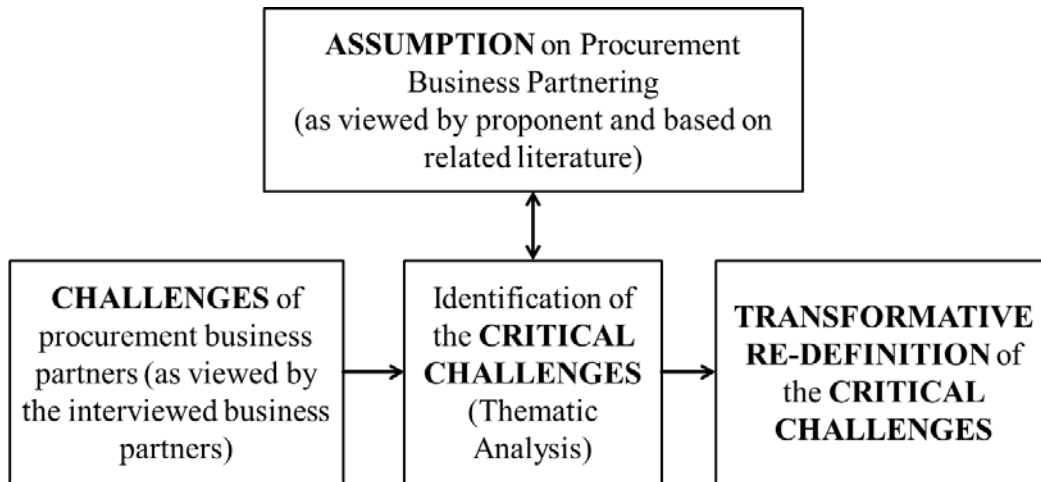 ASSUMPTION on Procurement
Business Partnering
(as viewed by proponent and based on
related literature)
CHALLENGES of
procurement business
partners (as viewed by
the interviewed business
partners)
Identification of
the CRITICAL
CHALLENGES
(Thematic
Analysis)
TRANSFORMATIVE
RE-DEFINITION of
the CRITICAL
CHALLENGES